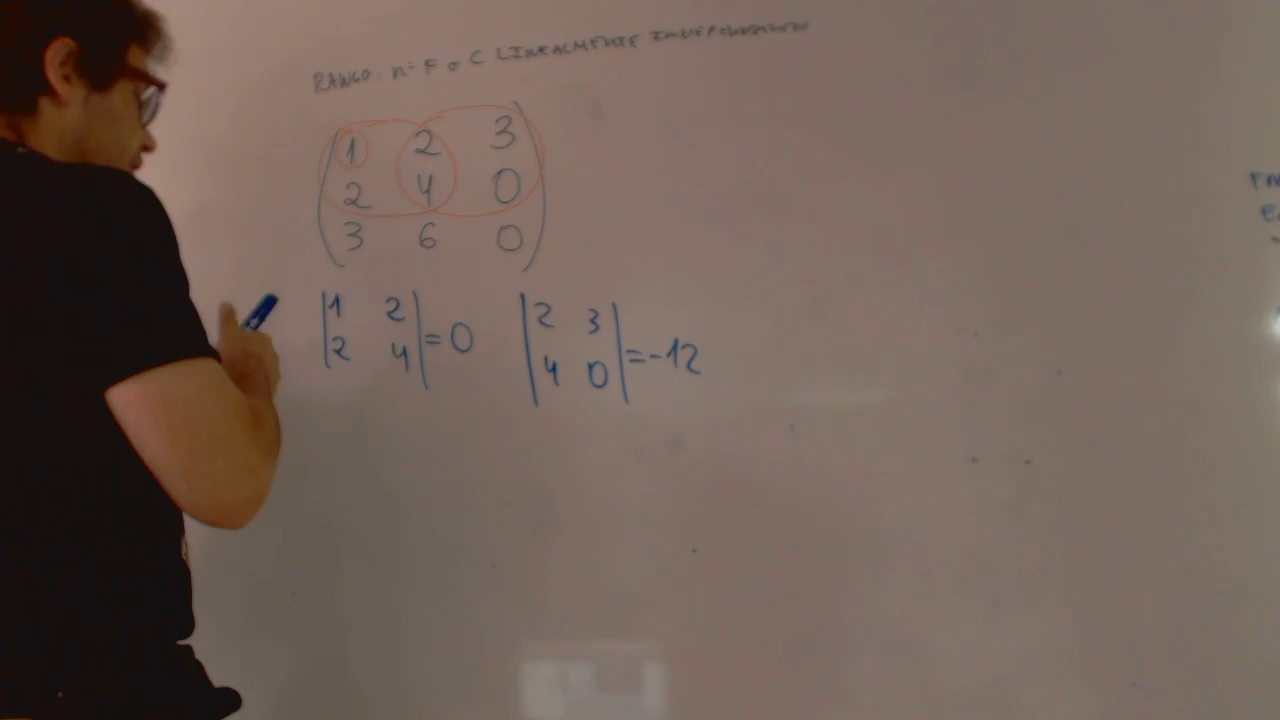 RANGO: nº F o C LINEALMENTE INDEPENDIENTES
1 2 3
2 4 0
3 6 0
|1 2| |2 3|
|2 4| = 0 |4 0| = -12